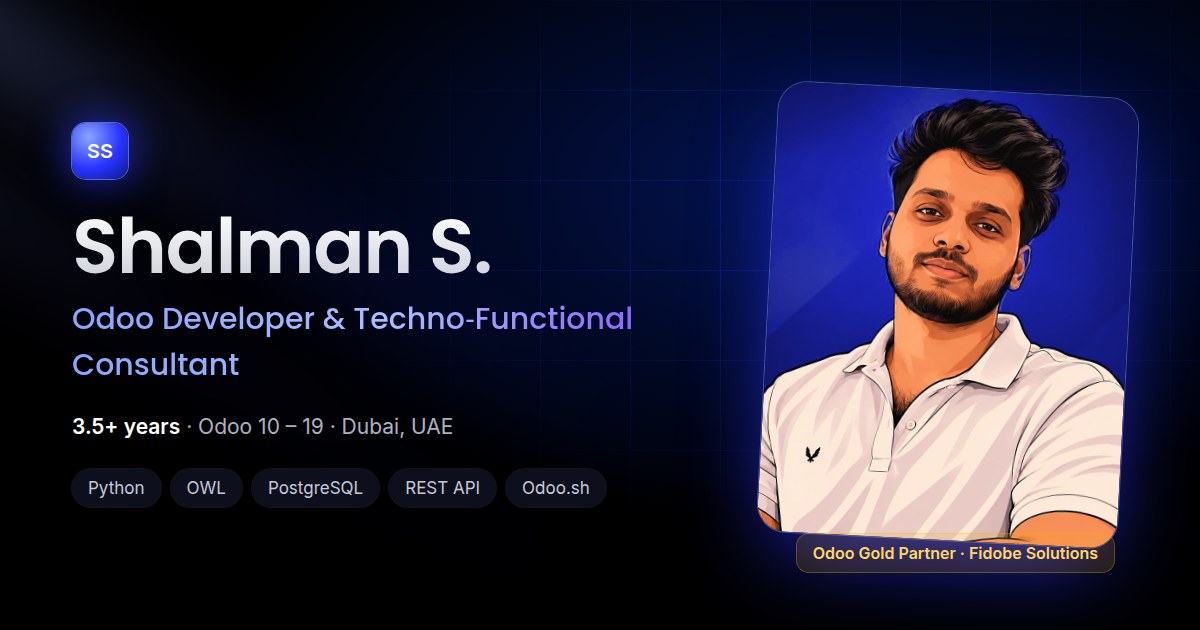 SS
Shalman S.
Odoo Developer & Techno-Functional
Consultant
3.5+ years · Odoo 10 – 19 · Dubai, UAE
Python
OWL
PostgreSQL
REST API
Odoo.sh
Odoo Gold Partner · Fidobe Solutions